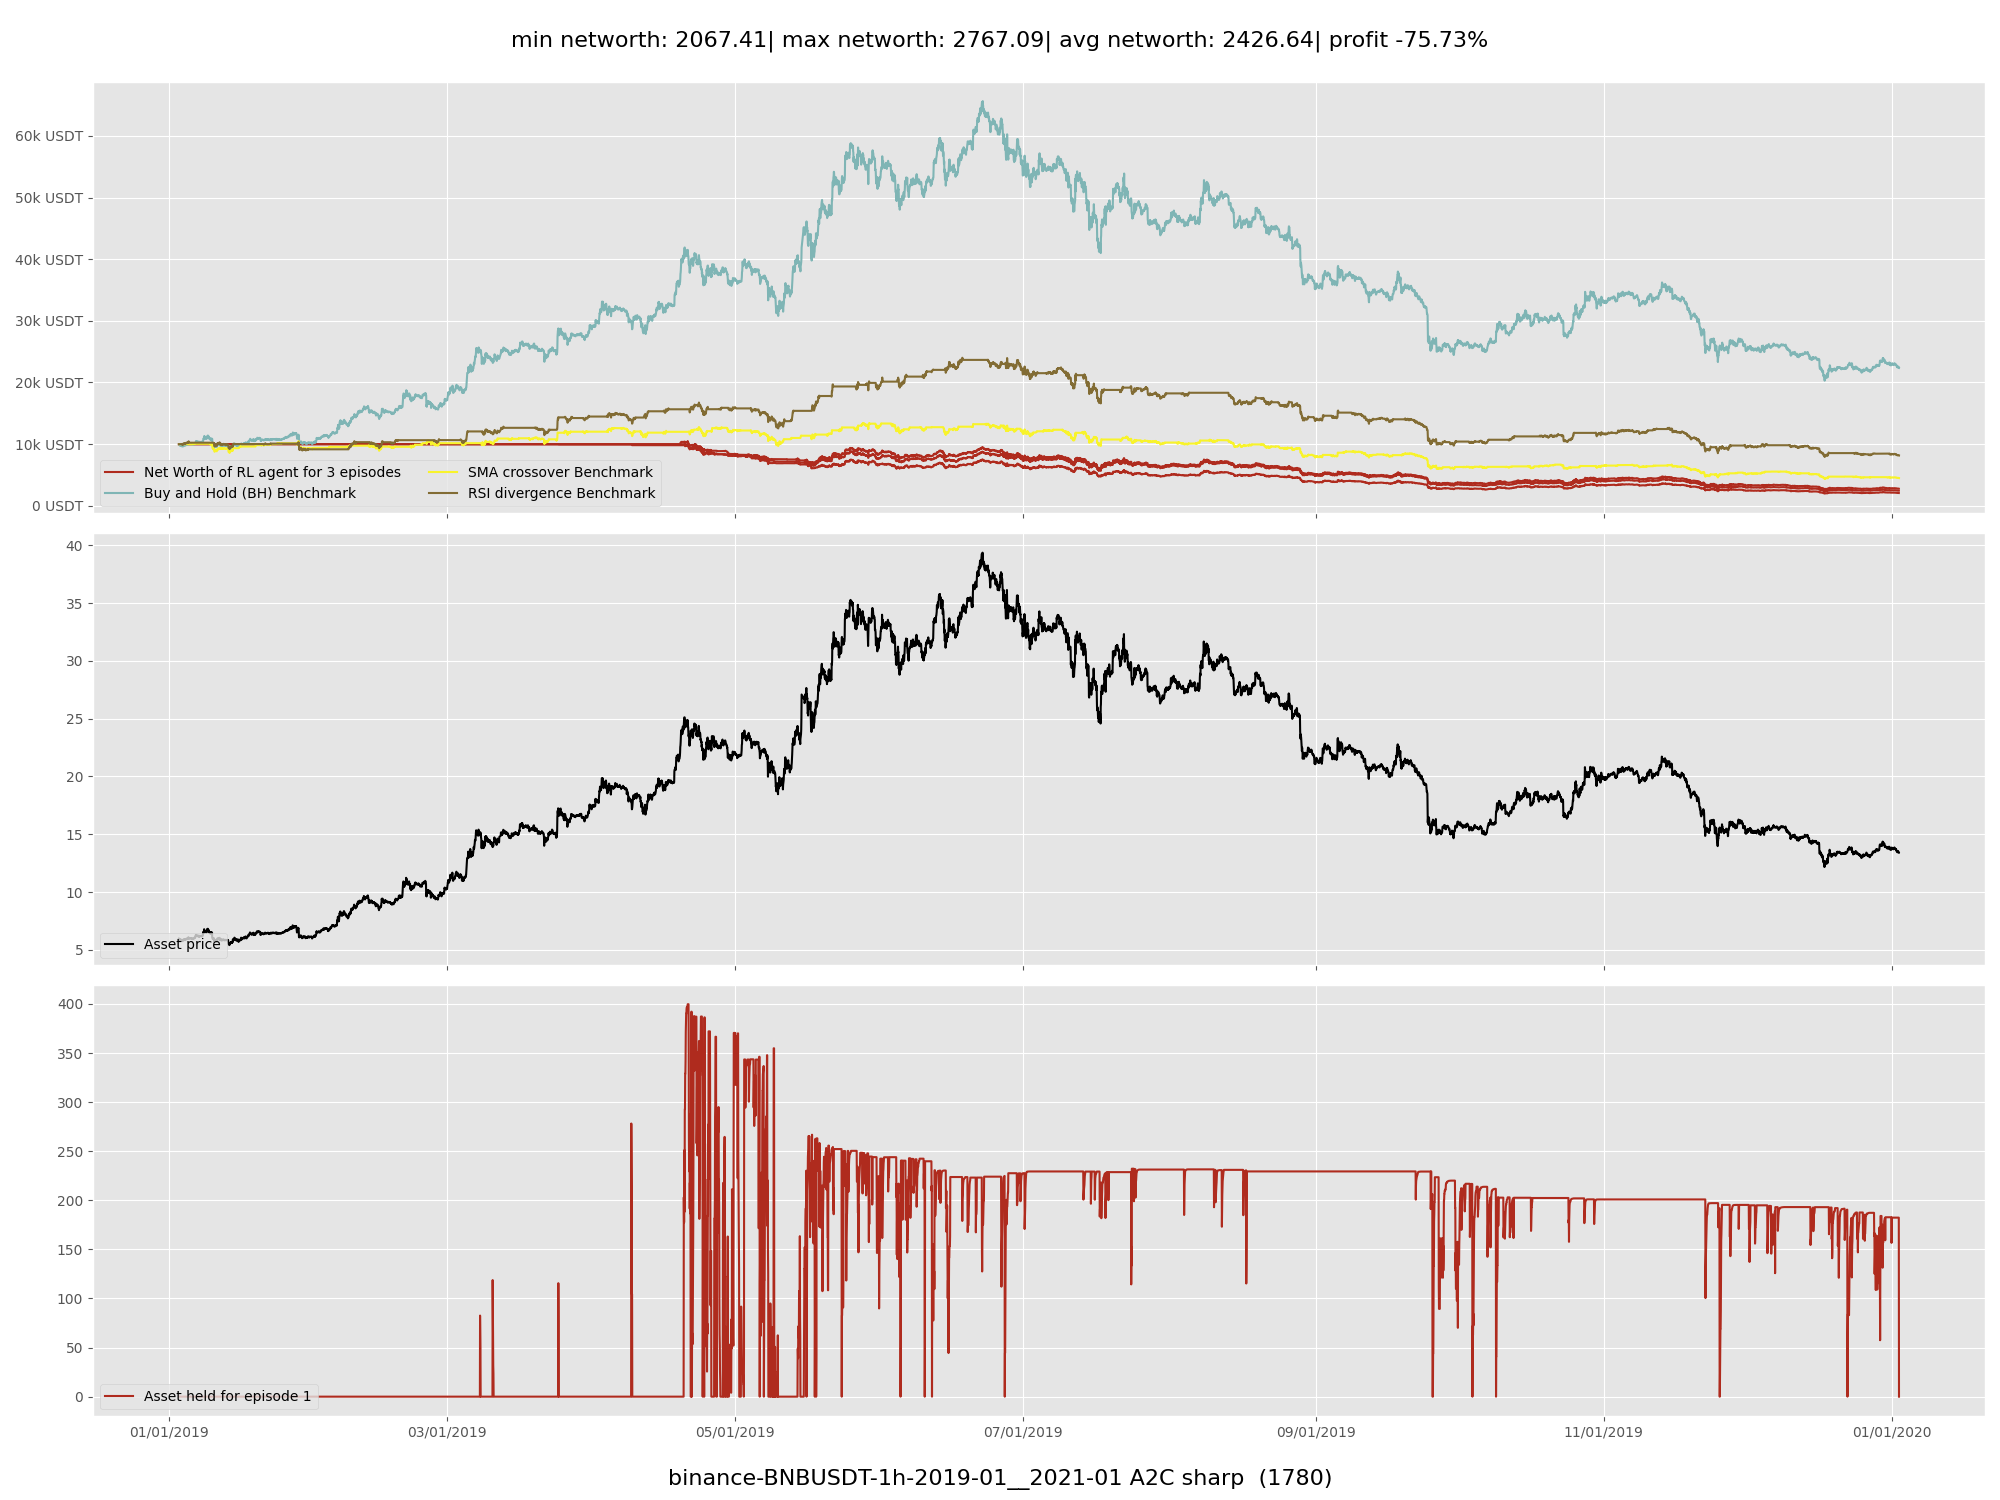 min networth: 2067.41| max networth: 2767.09| avg networth: 2426.64| profit -75.73%
60k USDT
50k USDT
40k USDT
30k USDT
20k USDT
10k USDT
0 USDT
Net Worth of RL agent for 3 episodes
Buy and Hold (BH) Benchmark
SMA crossover Benchmark
RSI divergence Benchmark
40
35
30
25
20
15
10
5
Asset price
400
350
300
250
200
150
100
50
0
Asset held for episode 1
01/01/2019 03/01/2019 05/01/2019 07/01/2019 09/01/2019 11/01/2019 01/01/2020
binance-BNBUSDT-1h-2019-01__2021-01 A2C sharp (1780)